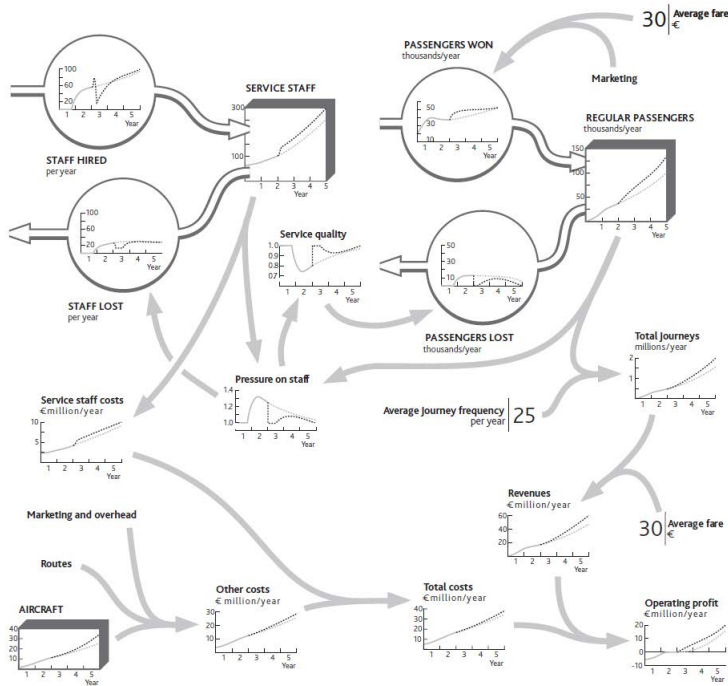 30 Average fare
€
PASSENGERS WON
thousands/year
Marketing
50
30
10
1 2 3 4 5
Year
100
60
20
1 2 3 4 5
Year
STAFF HIRED
per year
SERVICE STAFF
300
100
1 2 3 4 5
Year
REGULAR PASSENGERS
thousands/year
150
100
50
1 2 3 4 5
Year
100
60
20
1 2 3 4 5
Year
STAFF LOST
per year
Service quality
1.0
0.9
0.8
0.7
1 2 3 4 5
Year
50
30
10
1 2 3 4 5
Year
PASSENGERS LOST
thousands/year
Total journeys
millions/year
2
1
1 2 3 4 5
Year
Pressure on staff
1.4
1.2
1.0
1 2 3 4 5
Year
Average journey frequency
per year
25
Service staff costs
€million/year
10
5
1 2 3 4 5
Year
Revenues
€million/year
60
40
20
1 2 3 4 5
Year
30 Average fare
€
Marketing and overhead
Routes
AIRCRAFT
40
30
20
10
1 2 3 4 5
Year
Other costs
€ million/year
30
20
10
1 2 3 4 5
Year
Total costs
€million/year
40
30
20
10
1 2 3 4 5
Year
Operating profit
€million/year
20
10
0
-10
1 2 3 4 5
Year